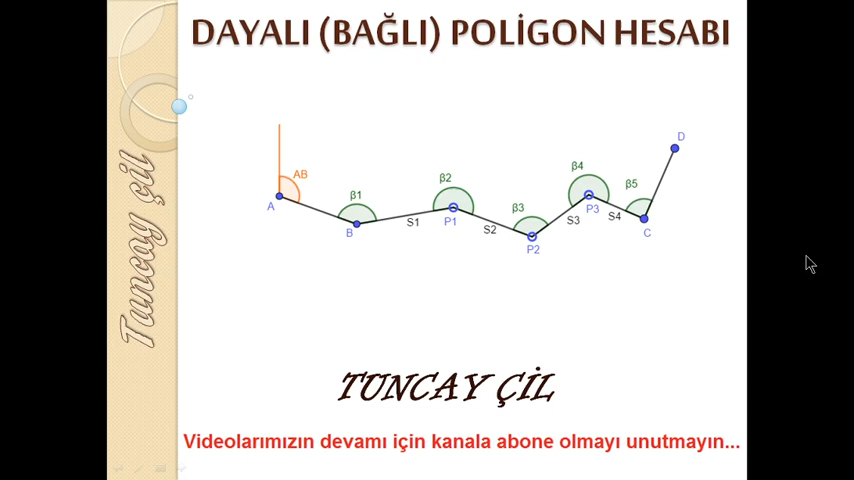 DAYALI (BAĞLI) POLİGON HESABI
Tuncay çil
AB
A
β1
B
S1
β2
P1
S2
β3
P2
S3
β4
P3
S4
β5
C
D
TUNCAY ÇİL
Videolarımızın devamı için kanala abone olmayı unutmayın...